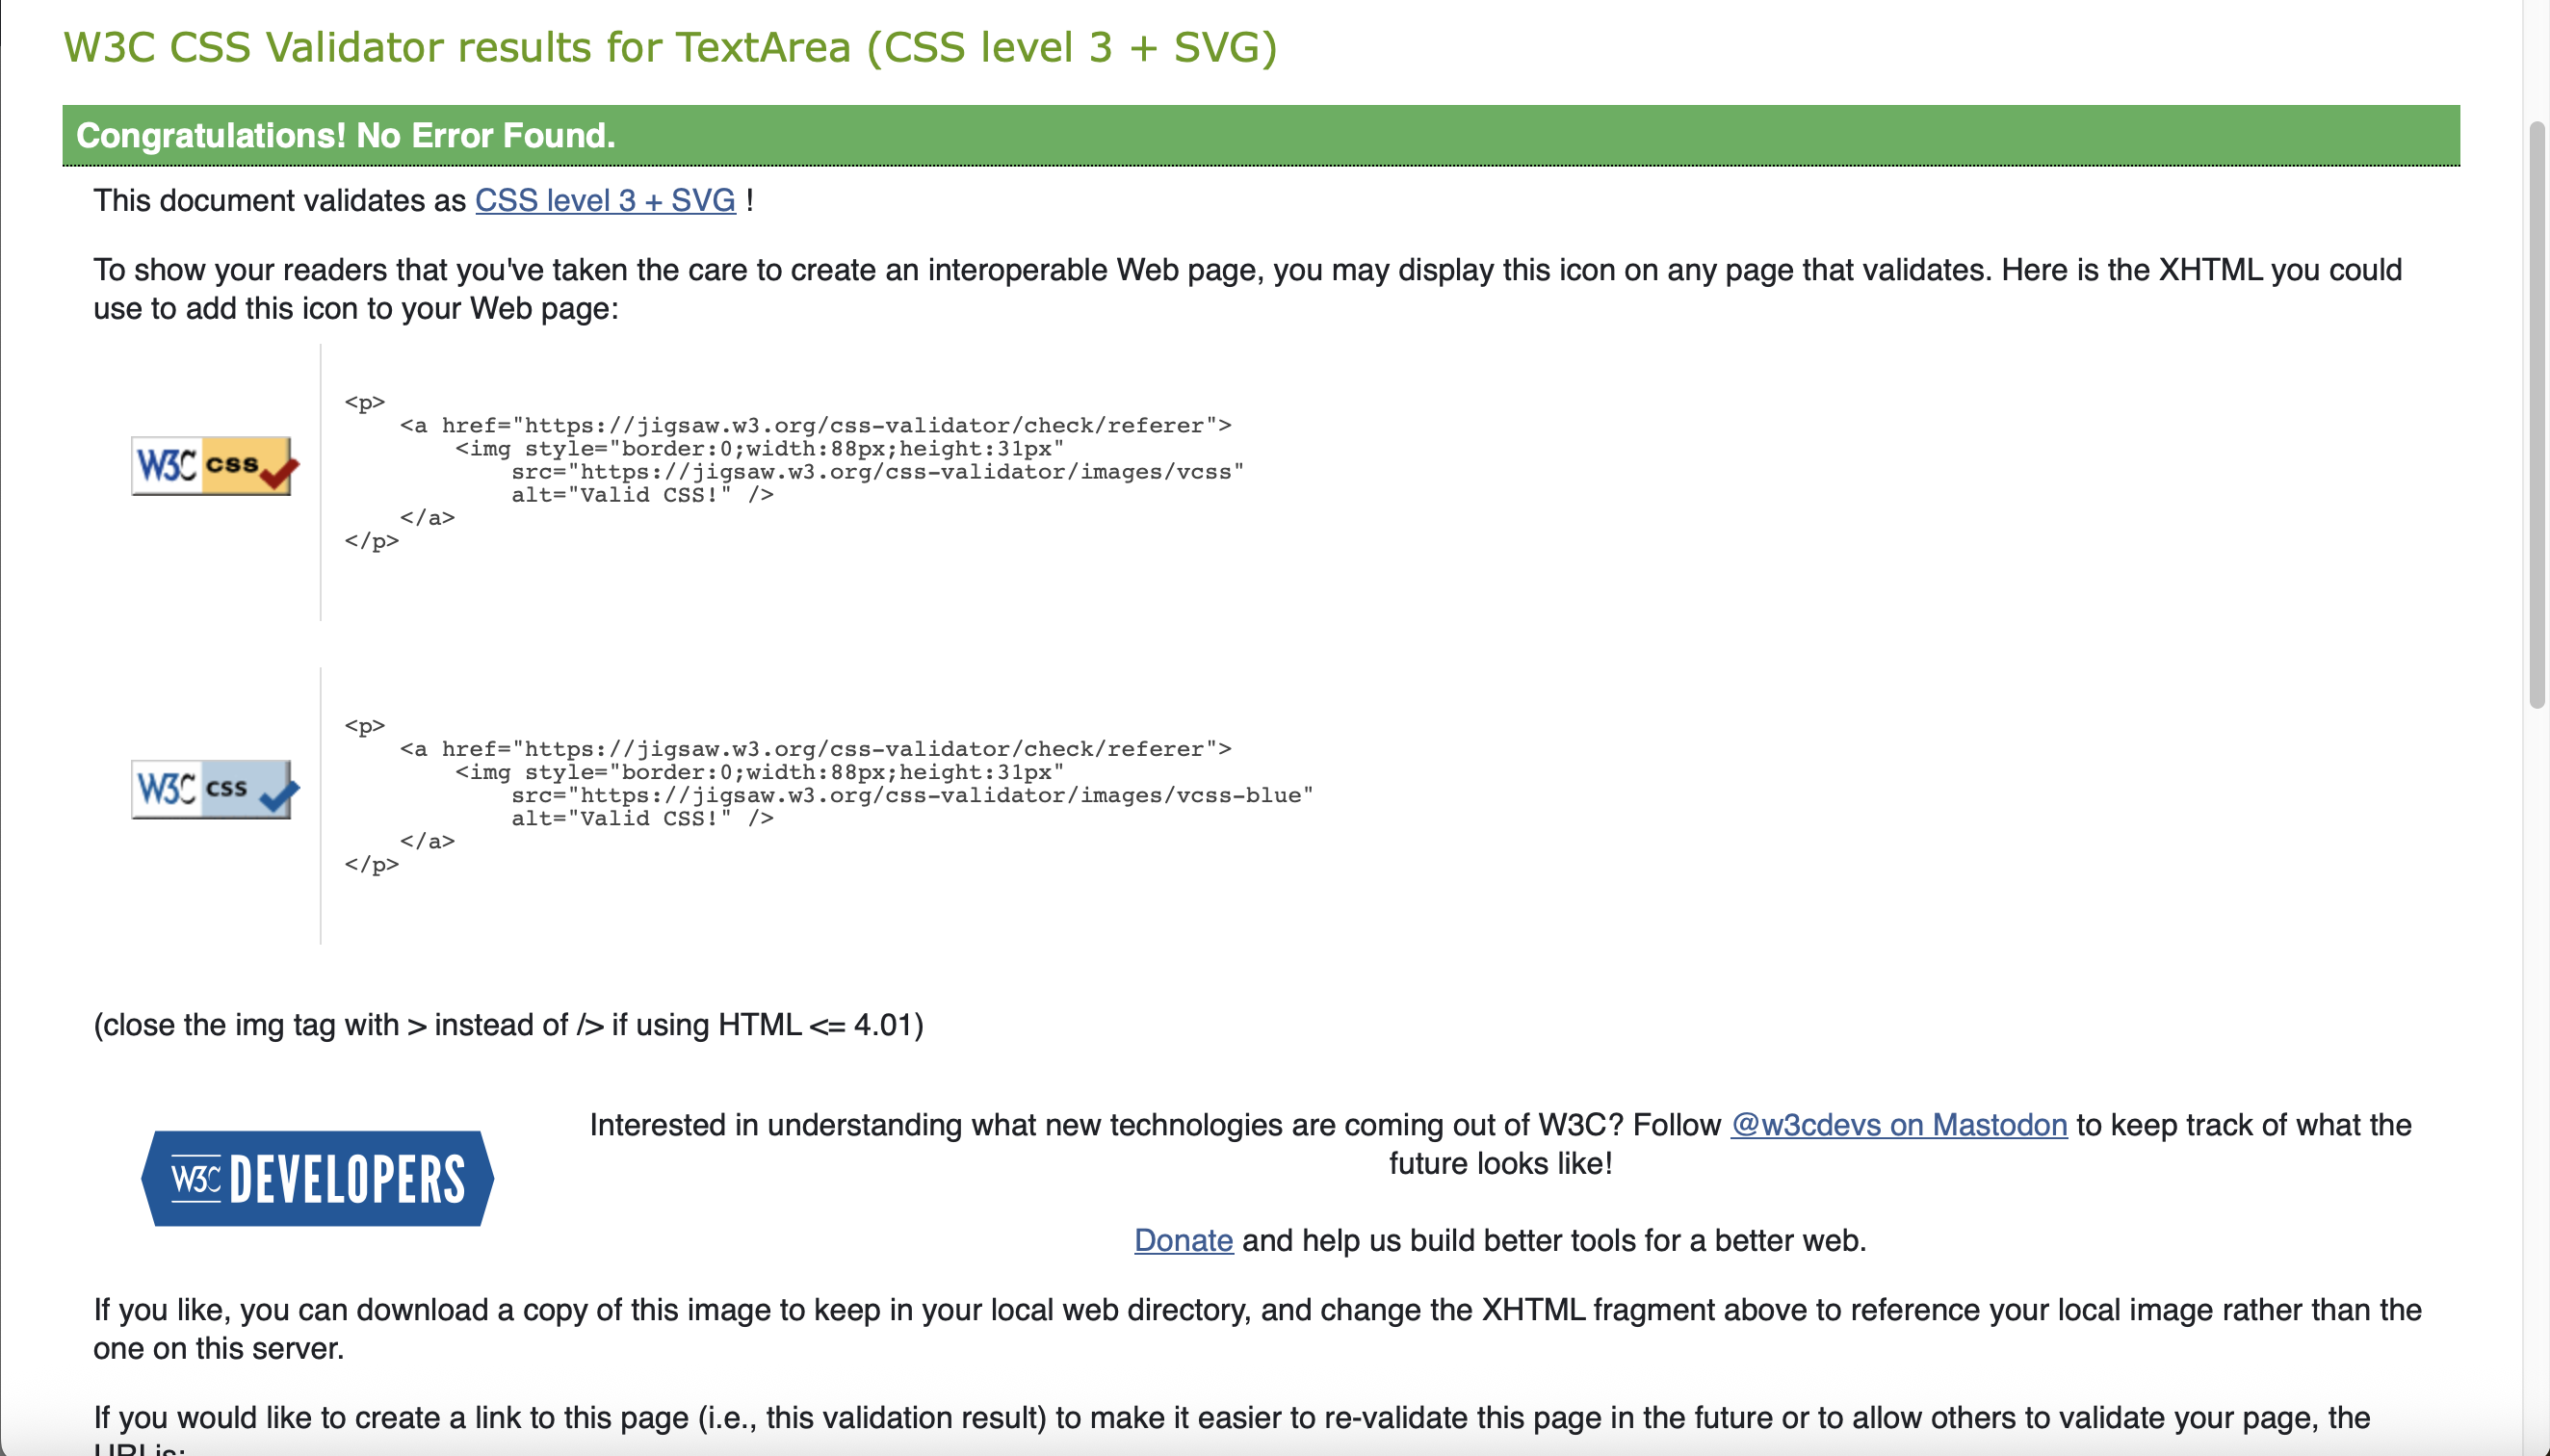 W3C CSS Validator results for TextArea (CSS level 3 + SVG)
Congratulations! No Error Found.
This document validates as CSS level 3 + SVG !
To show your readers that you've taken the care to create an interoperable Web page, you may display this icon on any page that validates. Here is the XHTML you could
use to add this icon to your Web page:
W3C css
<p>
    <a href="https://jigsaw.w3.org/css-validator/check/referer">
        <img style="border:0;width:88px;height:31px"
            src="https://jigsaw.w3.org/css-validator/images/vcss"
            alt="Valid CSS!" />
    </a>
</p>
W3C css
<p>
    <a href="https://jigsaw.w3.org/css-validator/check/referer">
        <img style="border:0;width:88px;height:31px"
            src="https://jigsaw.w3.org/css-validator/images/vcss-blue"
            alt="Valid CSS!" />
    </a>
</p>
(close the img tag with > instead of /> if using HTML <= 4.01)
W3C DEVELOPERS
Interested in understanding what new technologies are coming out of W3C? Follow @w3cdevs on Mastodon to keep track of what the
future looks like!
Donate and help us build better tools for a better web.
If you like, you can download a copy of this image to keep in your local web directory, and change the XHTML fragment above to reference your local image rather than the
one on this server.
If you would like to create a link to this page (i.e., this validation result) to make it easier to re-validate this page in the future or to allow others to validate your page, the
URI is: